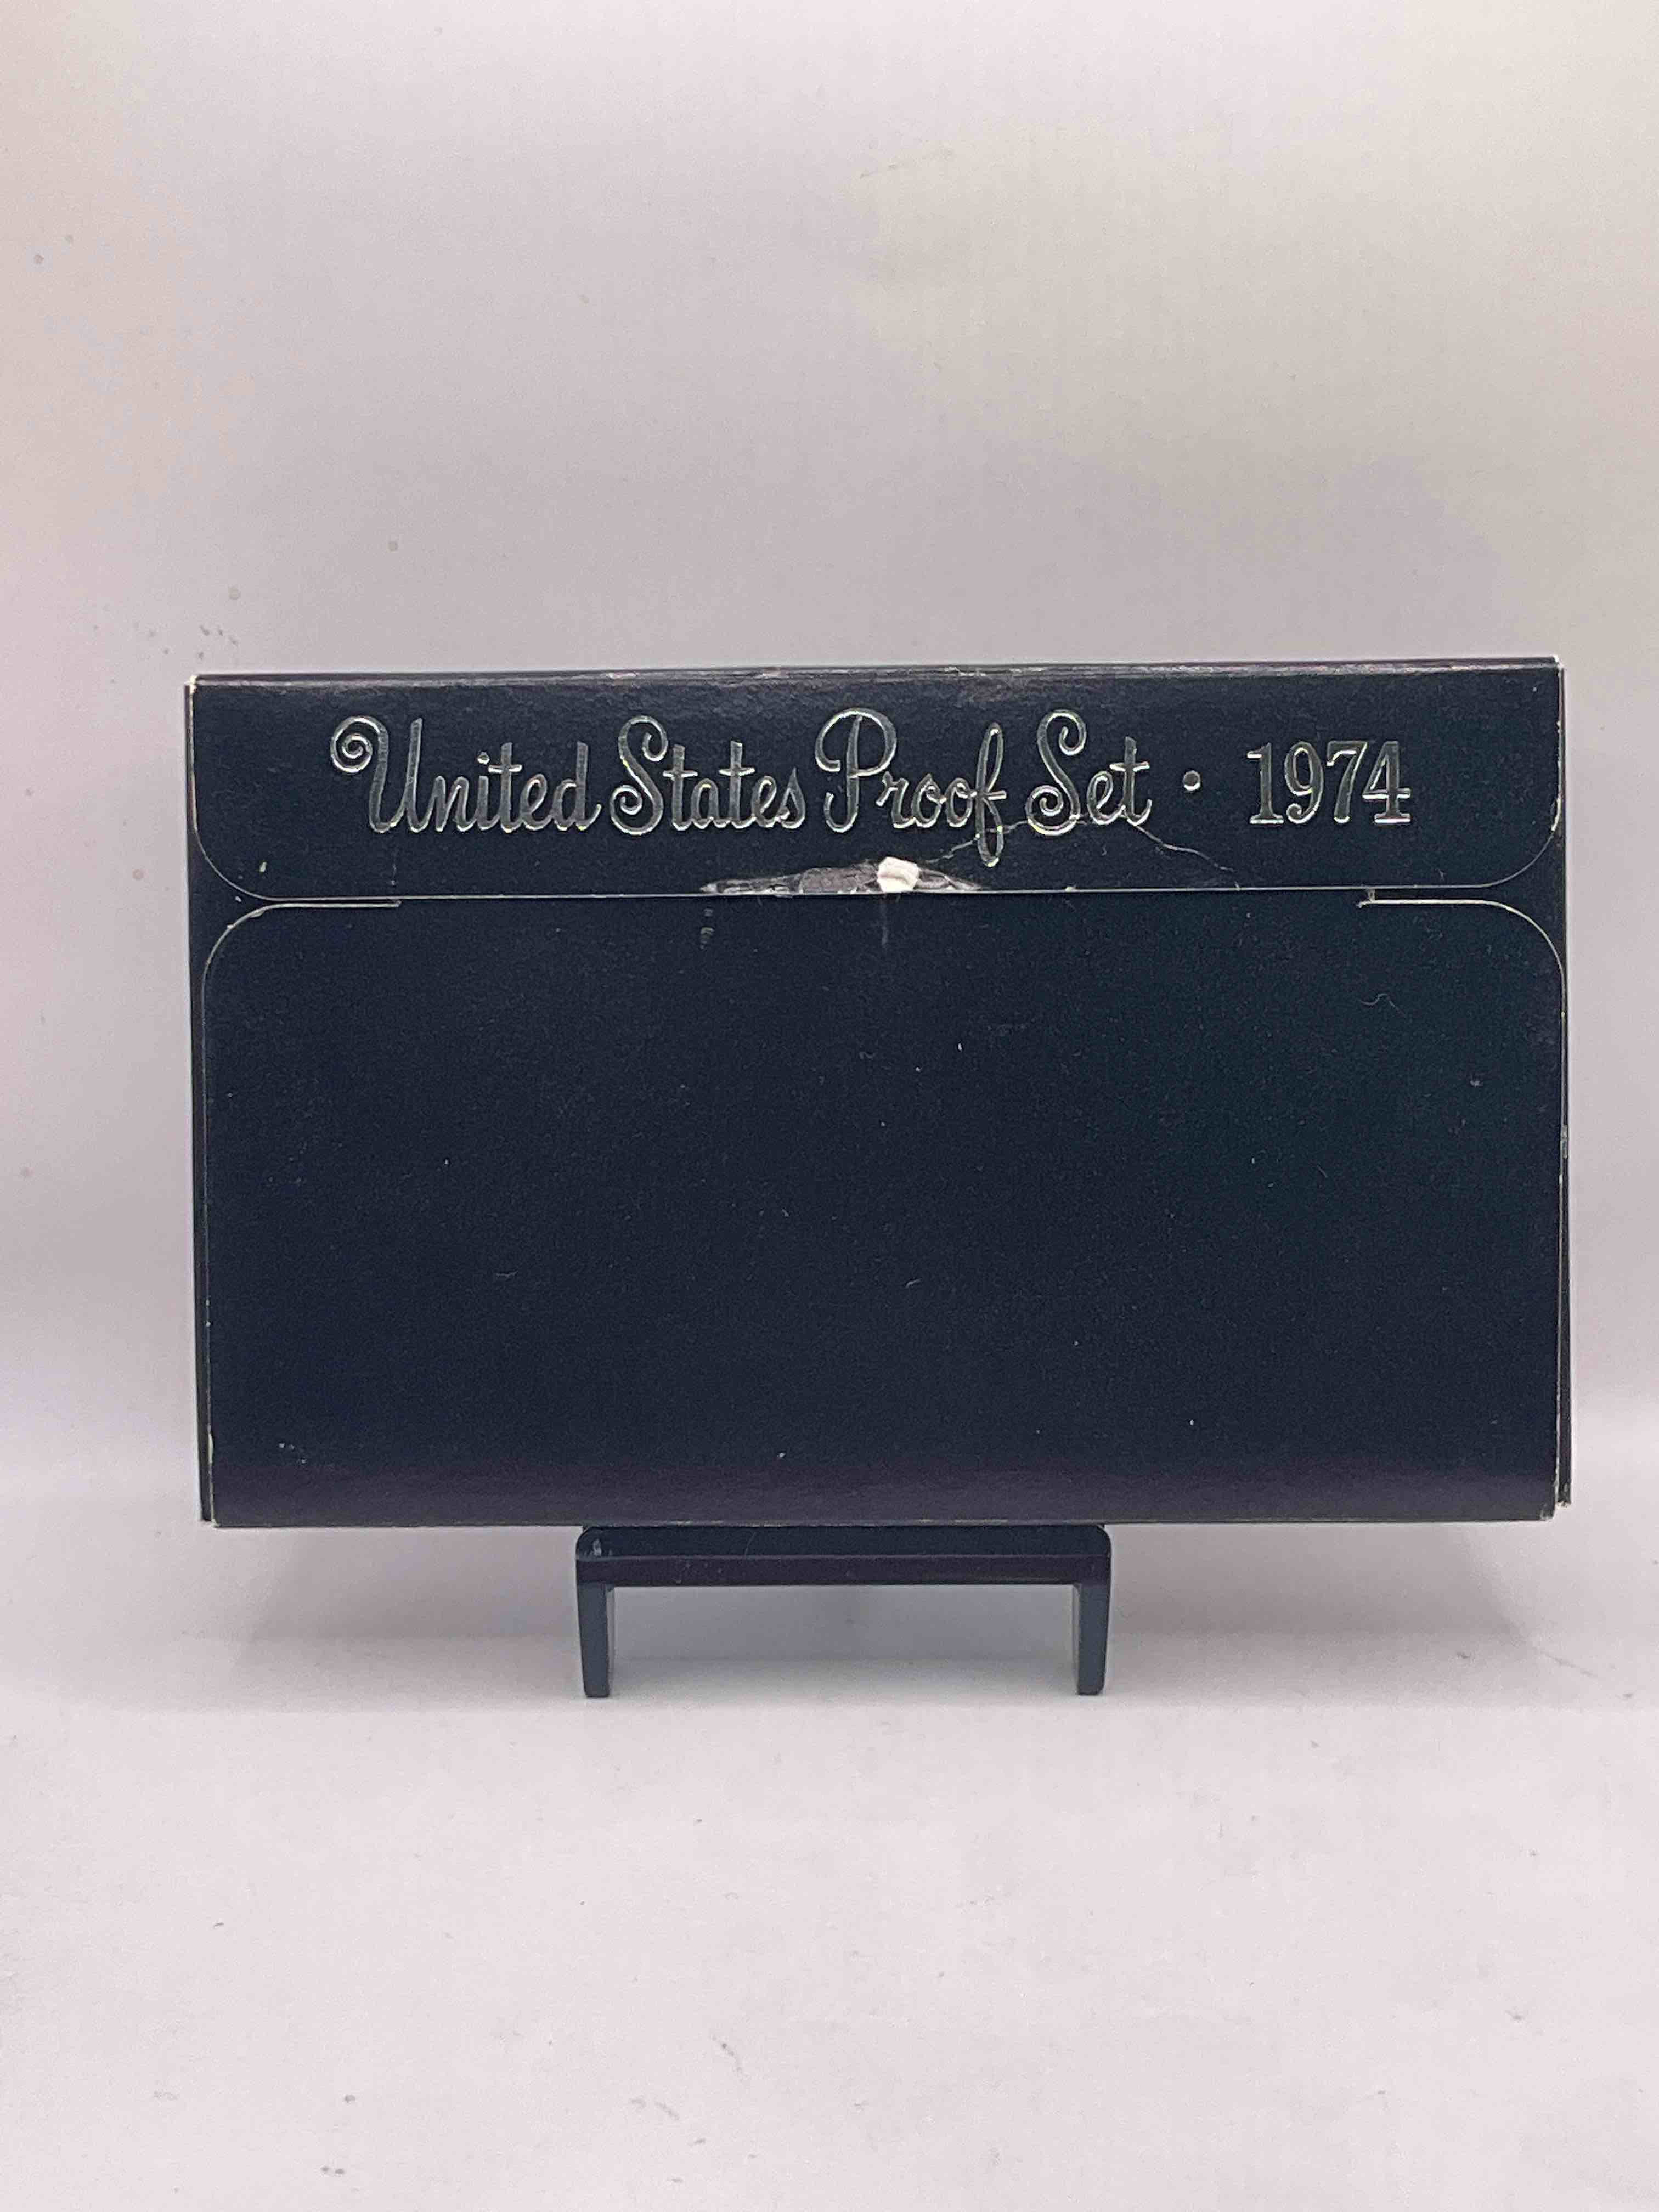 United States Proof Set · 1974